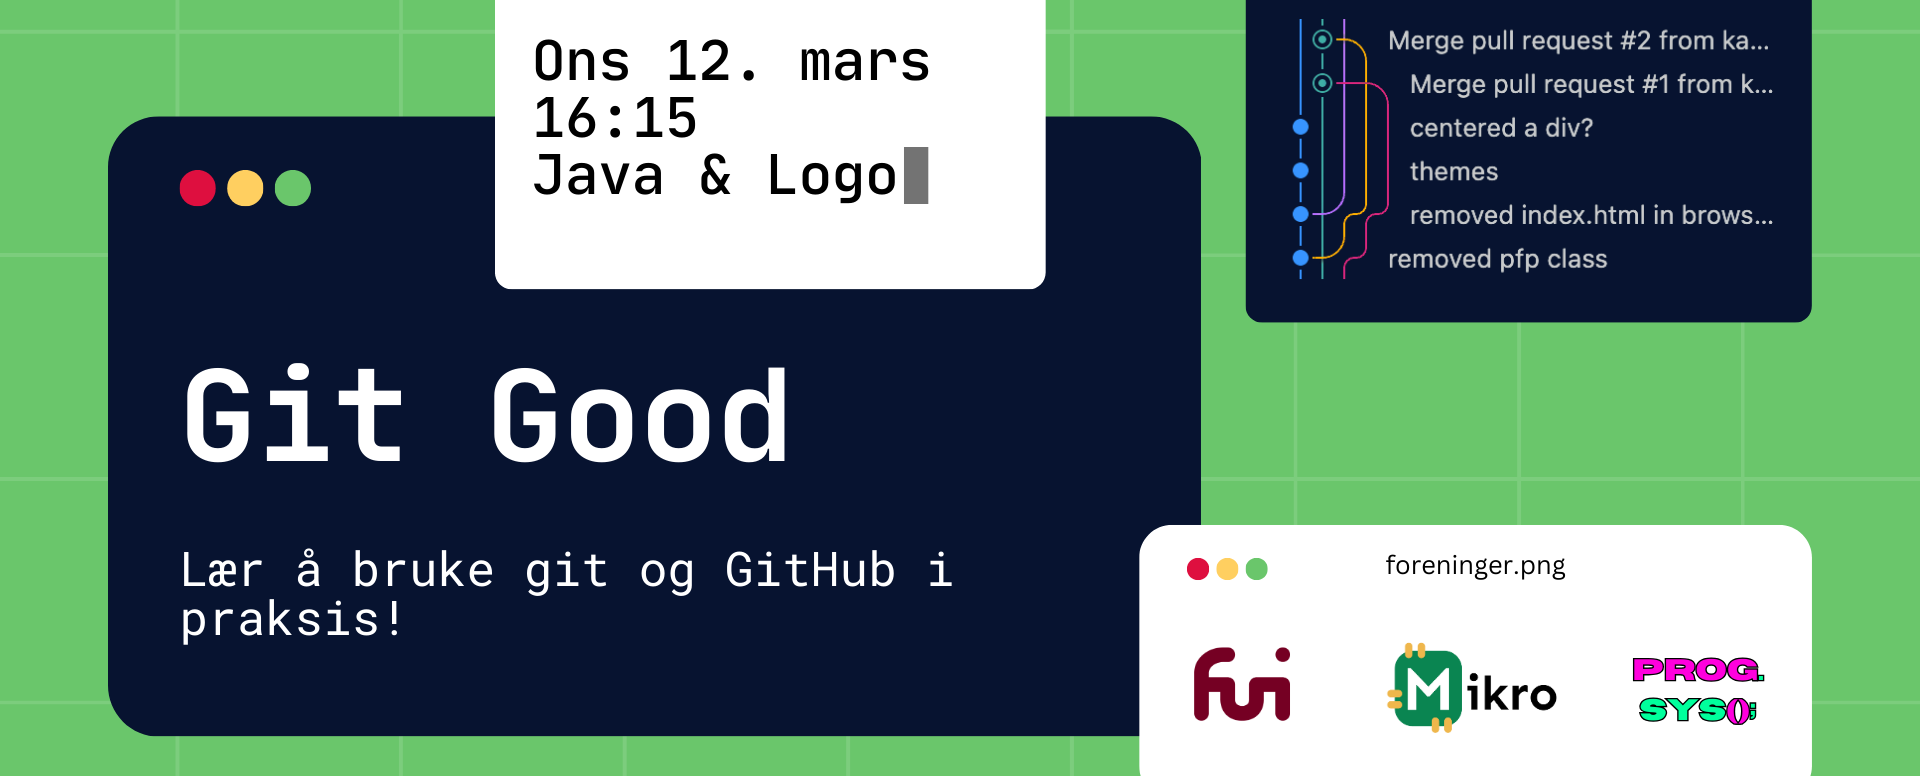 Ons 12. mars
16:15
Java & Logo
Git Good
Lær å bruke git og GitHub i
praksis!
Merge pull request #2 from ka...
Merge pull request #1 from k...
centered a div?
themes
removed index.html in brows...
removed pfp class
foreninger.png
fui
Mikro
PROG.
SYS();